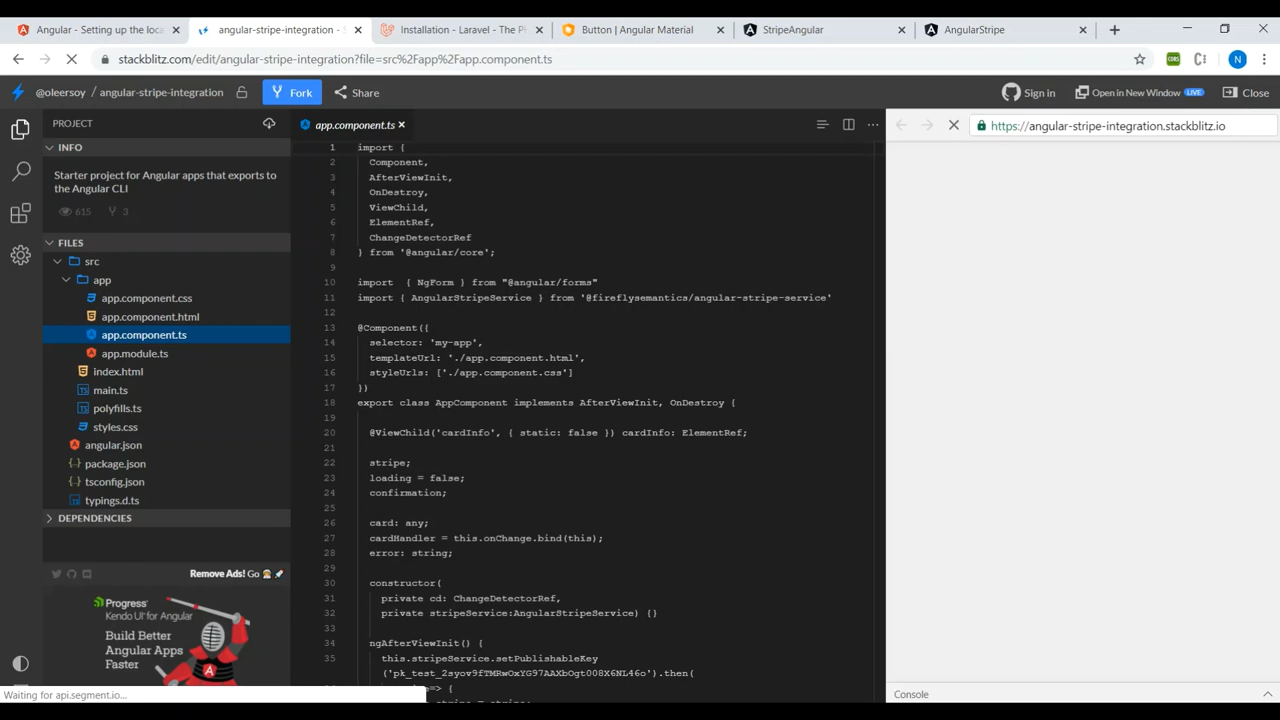 Angular - Setting up the loca
angular-stripe-integration -
Installation - Laravel - The P
Button | Angular Material
StripeAngular
AngularStripe
stackblitz.com/edit/angular-stripe-integration?file=src%2Fapp%2Fapp.component.ts
CORS
N
@oleersoy / angular-stripe-integration
Fork
Share
Sign in
Open in New Window LIVE
Close
PROJECT
app.component.ts
https://angular-stripe-integration.stackblitz.io
INFO
Starter project for Angular apps that exports to
the Angular CLI
615
3
FILES
src
app
app.component.css
app.component.html
app.component.ts
app.module.ts
index.html
main.ts
polyfills.ts
styles.css
angular.json
package.json
tsconfig.json
typings.d.ts
DEPENDENCIES
Remove Ads! Go
Progress
Kendo UI for Angular
Build Better
Angular Apps
Faster
Waiting for api.segment.io...
1 import {
2 Component,
3 AfterViewInit,
4 OnDestroy,
5 ViewChild,
6 ElementRef,
7 ChangeDetectorRef
8 } from '@angular/core';
9
10 import { NgForm } from "@angular/forms"
11 import { AngularStripeService } from '@fireflysemantics/angular-stripe-service'
12
13 @Component({
14 selector: 'my-app',
15 templateUrl: './app.component.html',
16 styleUrls: ['./app.component.css']
17 })
18 export class AppComponent implements AfterViewInit, OnDestroy {
19
20 @ViewChild('cardInfo', { static: false }) cardInfo: ElementRef;
21
22 stripe;
23 loading = false;
24 confirmation;
25
26 card: any;
27 cardHandler = this.onChange.bind(this);
28 error: string;
29
30 constructor(
31 private cd: ChangeDetectorRef,
32 private stripeService:AngularStripeService) {}
33
34 ngAfterViewInit() {
35 this.stripeService.setPublishableKey
('pk_test_2syov9fTMRwOxYG97AAXbOgt008X6NL46o').then(
=> {
Console